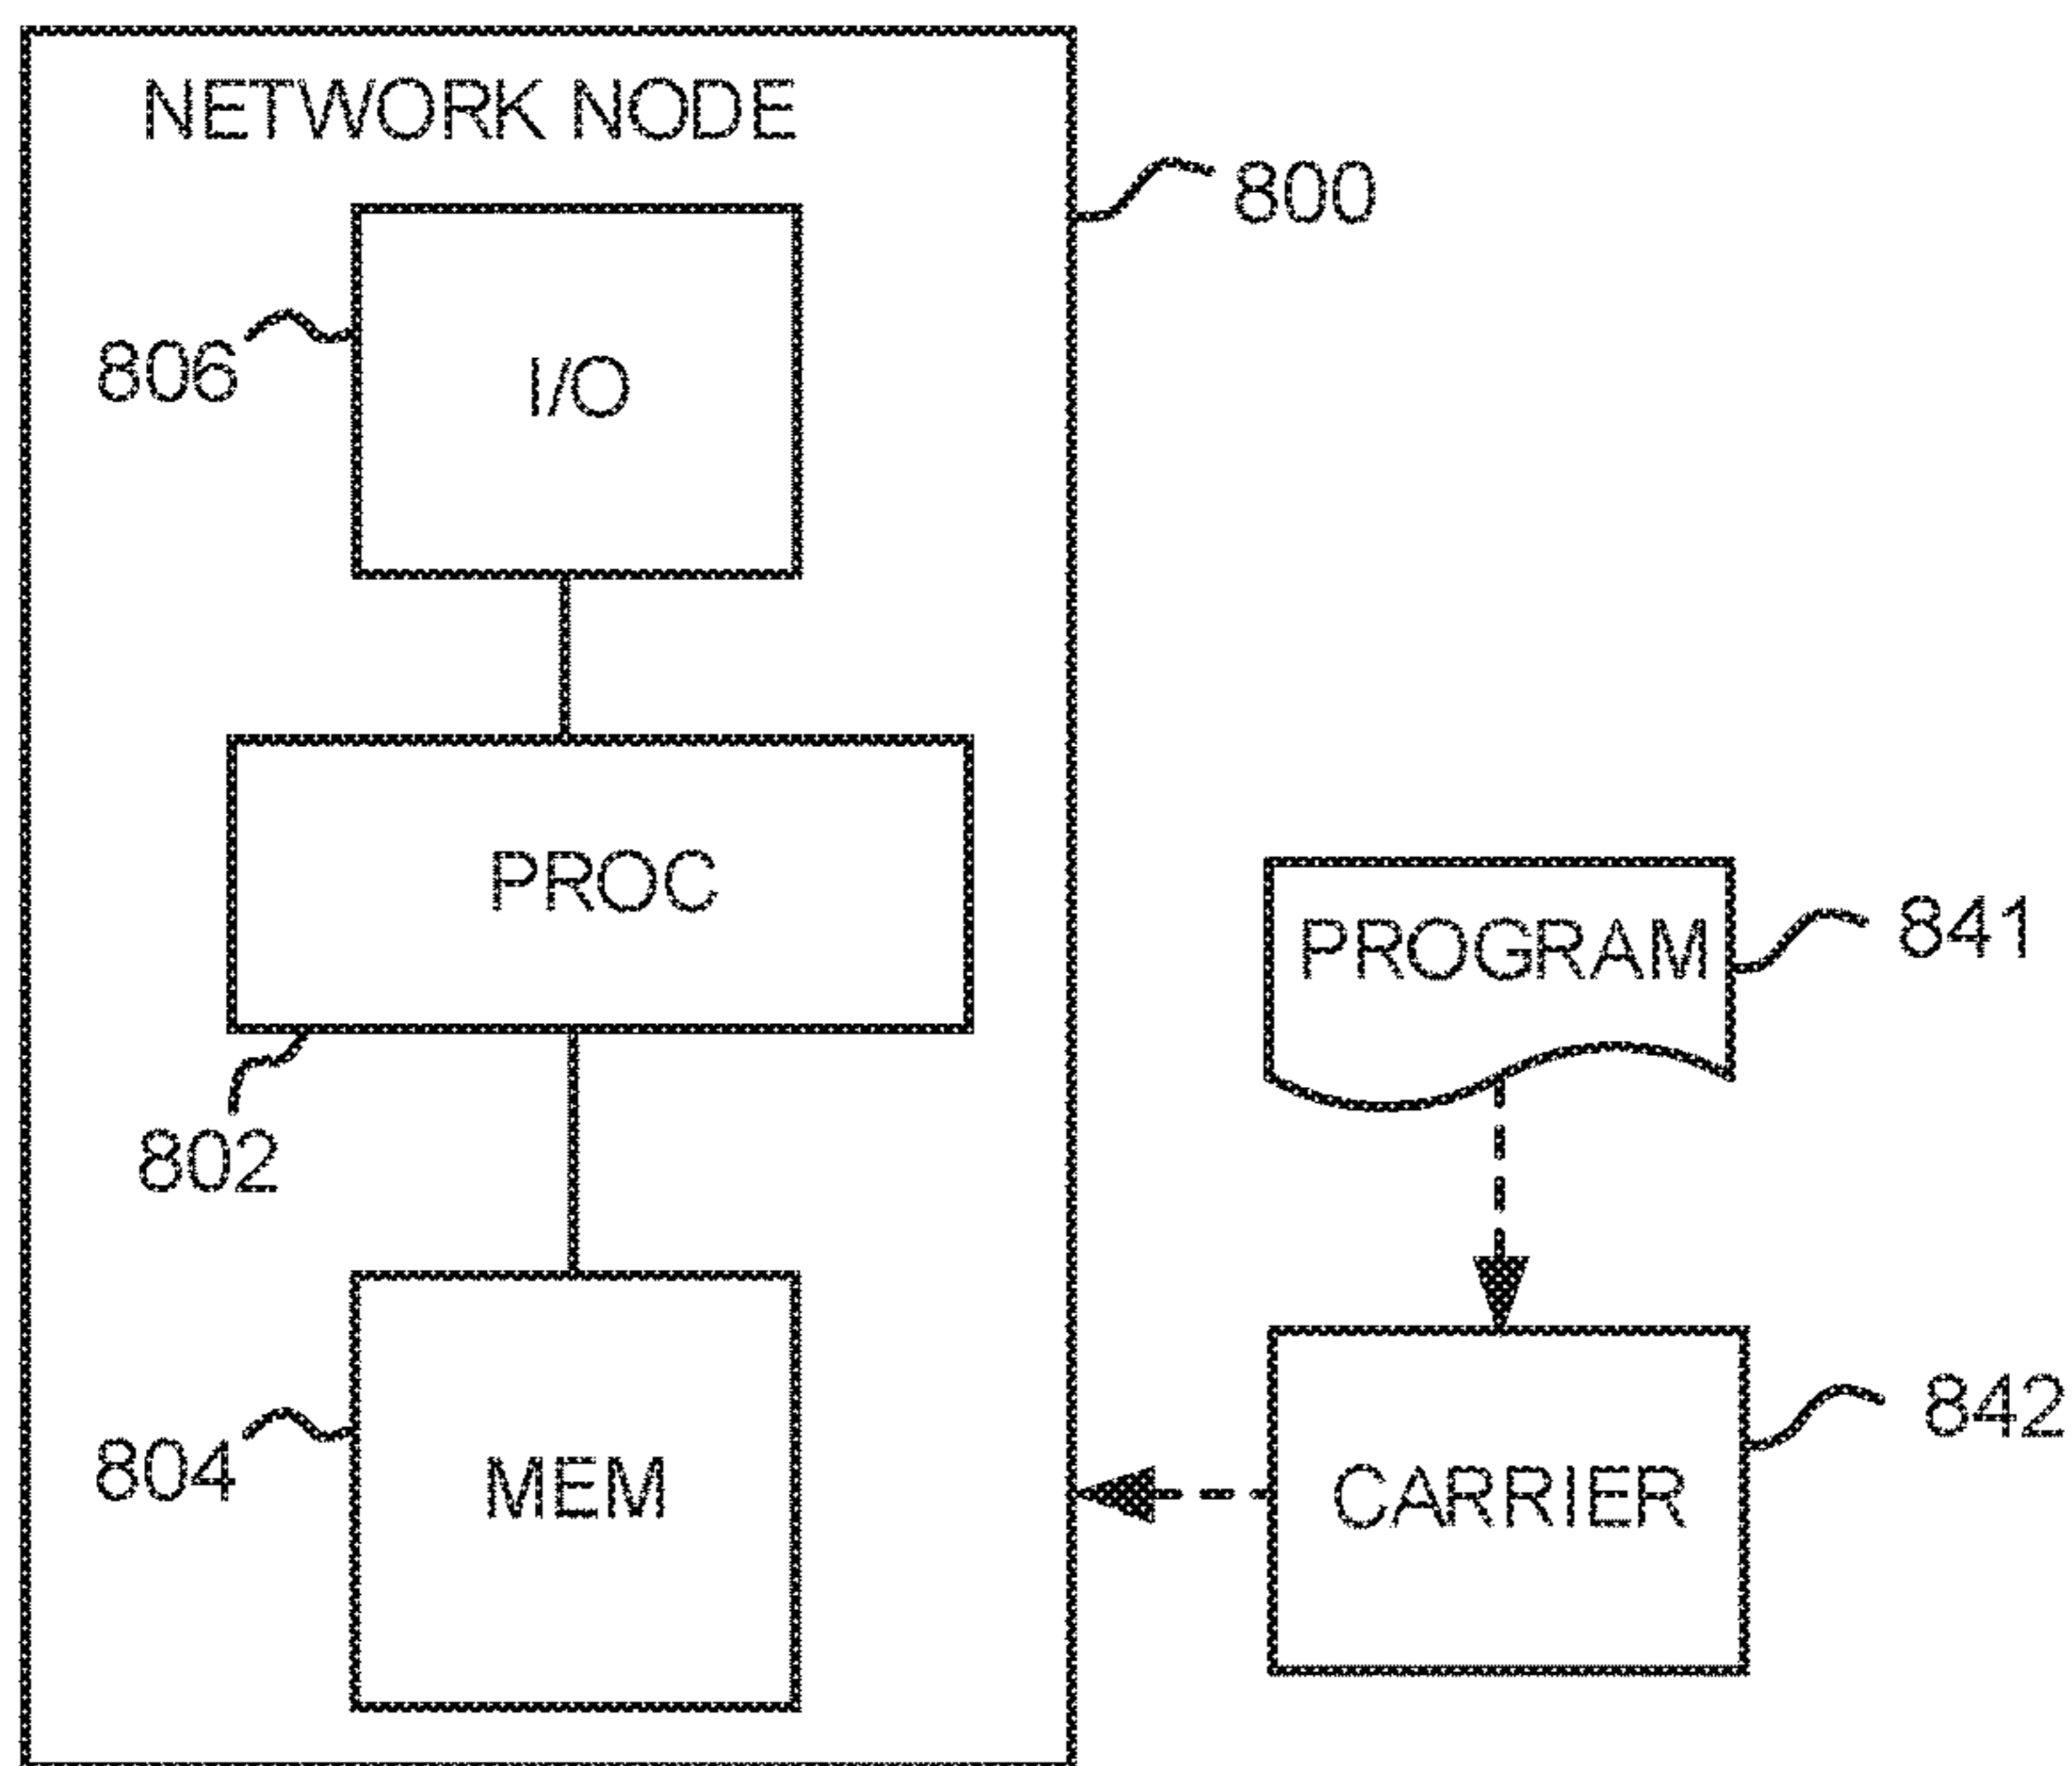 NETWORK NODE
800
806
I/O
PROC
802
PROGRAM
841
804
MEM
CARRIER
842